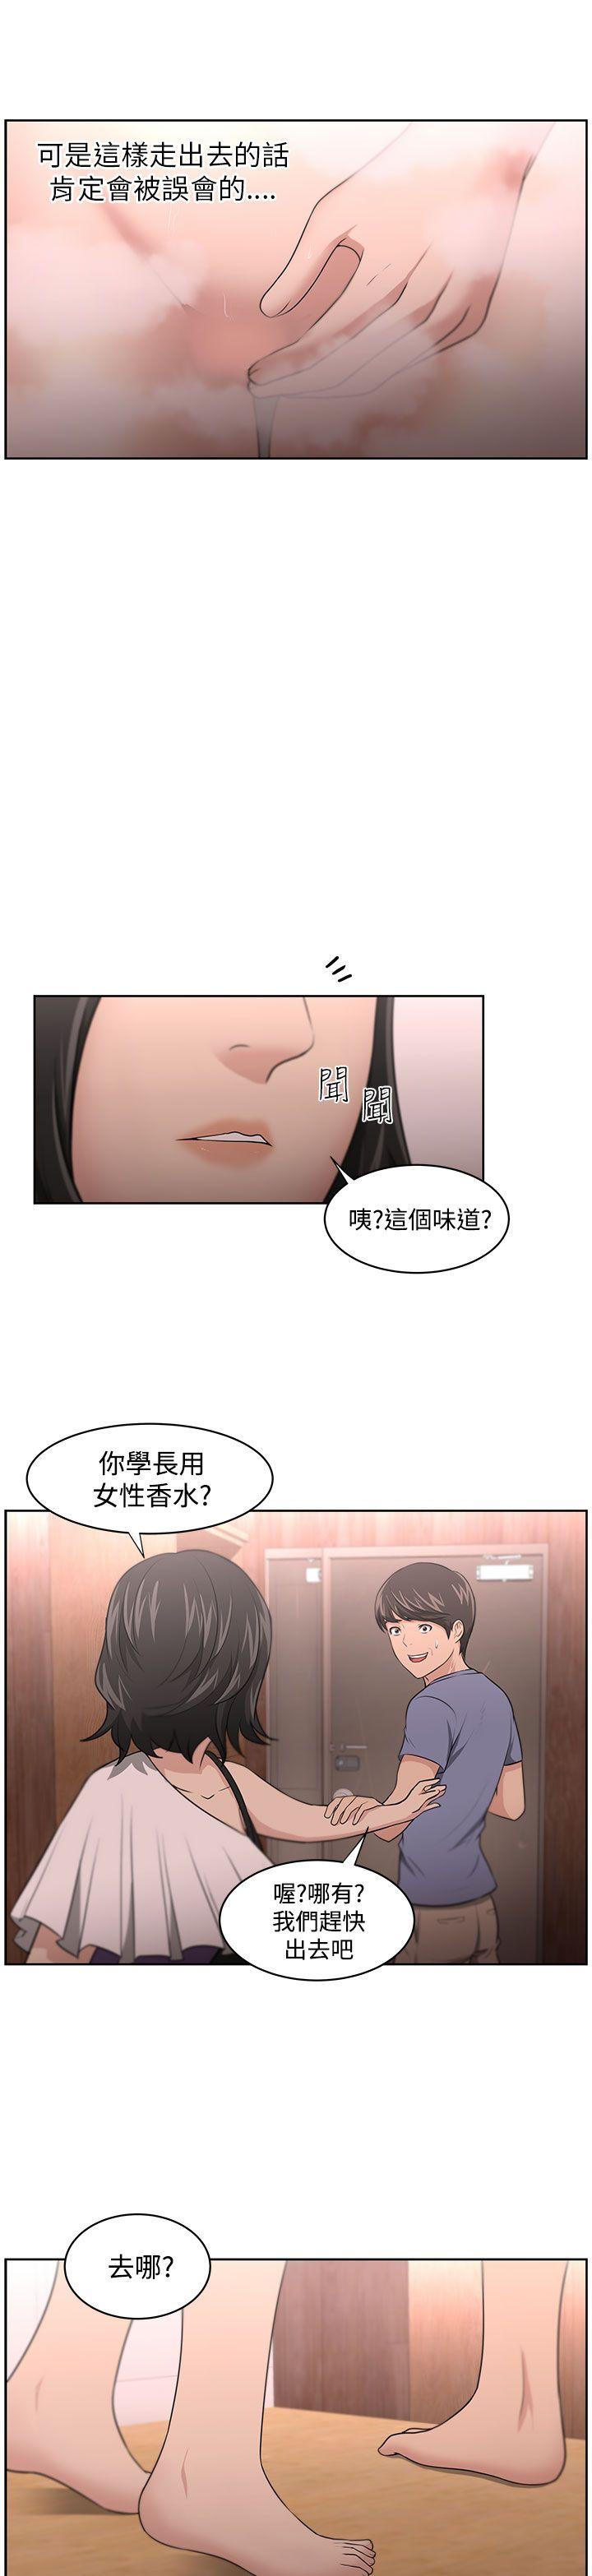 可是這樣走出去的話
肯定會被誤會的....
聞
聞
咦?這個味道?
你學長用
女性香水?
喔?哪有?
我們趕快
出去吧
去哪?